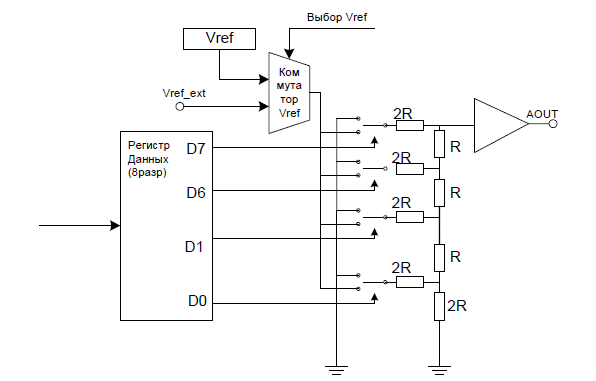 Выбор Vref
Vref
Ком
мута
тор
Vref
Vref_ext
AOUT
2R
Регистр
Данных
(8разр)
D7
R
2R
D6
R
2R
D1
R
2R
D0
2R